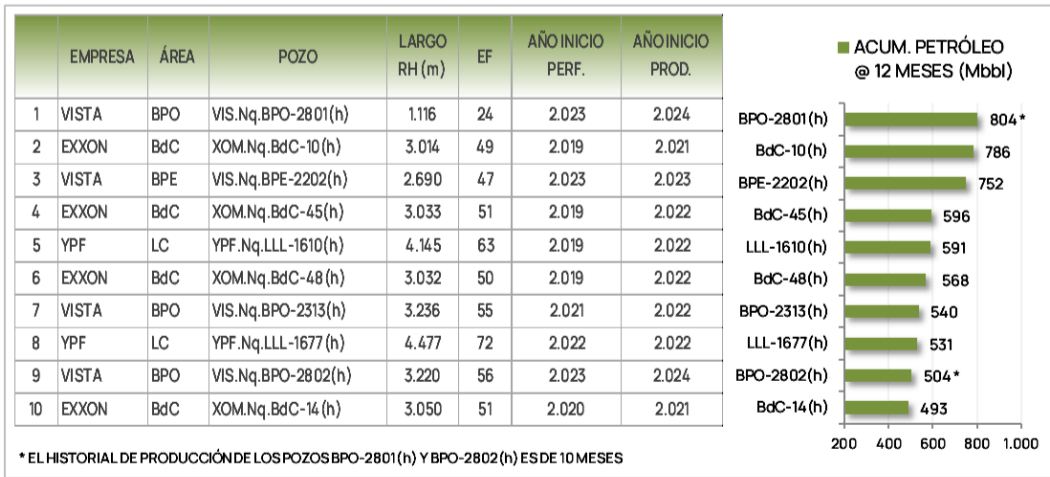 EMPRESA ÁREA POZO LARGO RH (m) EF AÑO INICIO PERF. AÑO INICIO PROD.
1 VISTA BPO VIS.Nq.BPO-2801(h) 1.116 24 2.023 2.024
2 EXXON BdC XOM.Nq.BdC-10(h) 3.014 49 2.019 2.021
3 VISTA BPE VIS.Nq.BPE-2202(h) 2.690 47 2.023 2.023
4 EXXON BdC XOM.Nq.BdC-45(h) 3.033 51 2.019 2.022
5 YPF LC YPF.Nq.LLL-1610(h) 4.145 63 2.019 2.022
6 EXXON BdC XOM.Nq.BdC-48(h) 3.032 50 2.019 2.022
7 VISTA BPO VIS.Nq.BPO-2313(h) 3.236 55 2.021 2.022
8 YPF LC YPF.Nq.LLL-1677(h) 4.477 72 2.022 2.022
9 VISTA BPO VIS.Nq.BPO-2802(h) 3.220 56 2.023 2.024
10 EXXON BdC XOM.Nq.BdC-14(h) 3.050 51 2.020 2.021
* EL HISTORIAL DE PRODUCCIÓN DE LOS POZOS BPO-2801(h) Y BPO-2802(h) ES DE 10 MESES
ACUM. PETRÓLEO
@ 12 MESES (Mbbl)
BPO-2801(h) 804*
BdC-10(h) 786
BPE-2202(h) 752
BdC-45(h) 596
LLL-1610(h) 591
BdC-48(h) 568
BPO-2313(h) 540
LLL-1677(h) 531
BPO-2802(h) 504*
BdC-14(h) 493
200 400 600 800 1.000